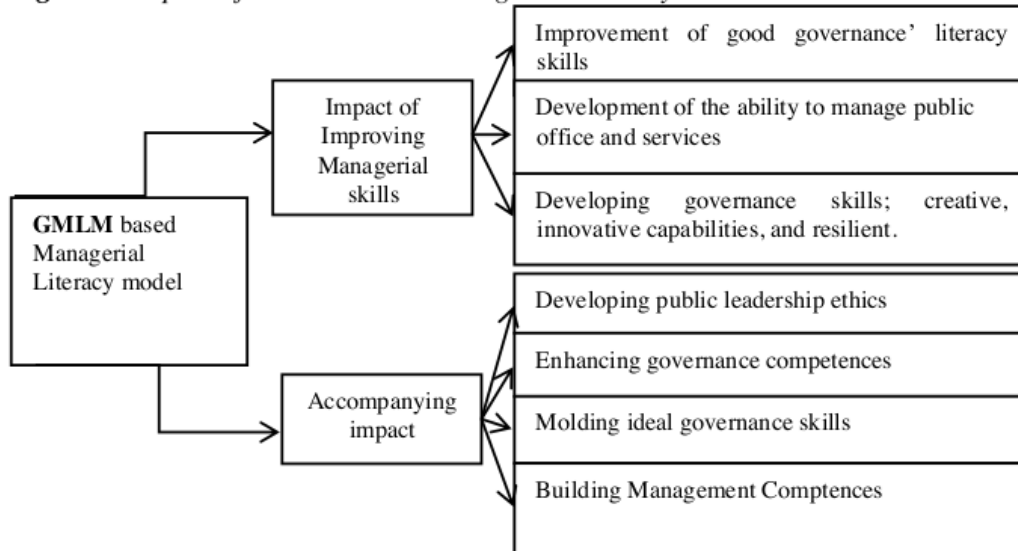 Improvement of good governance’ literacy
skills
Impact of
Improving
Managerial
skills
Development of the ability to manage public
office and services
Developing governance skills; creative,
innovative capabilities, and resilient.
GMLM based
Managerial
Literacy model
Developing public leadership ethics
Enhancing governance competences
Accompanying
impact
Molding ideal governance skills
Building Management Comptences